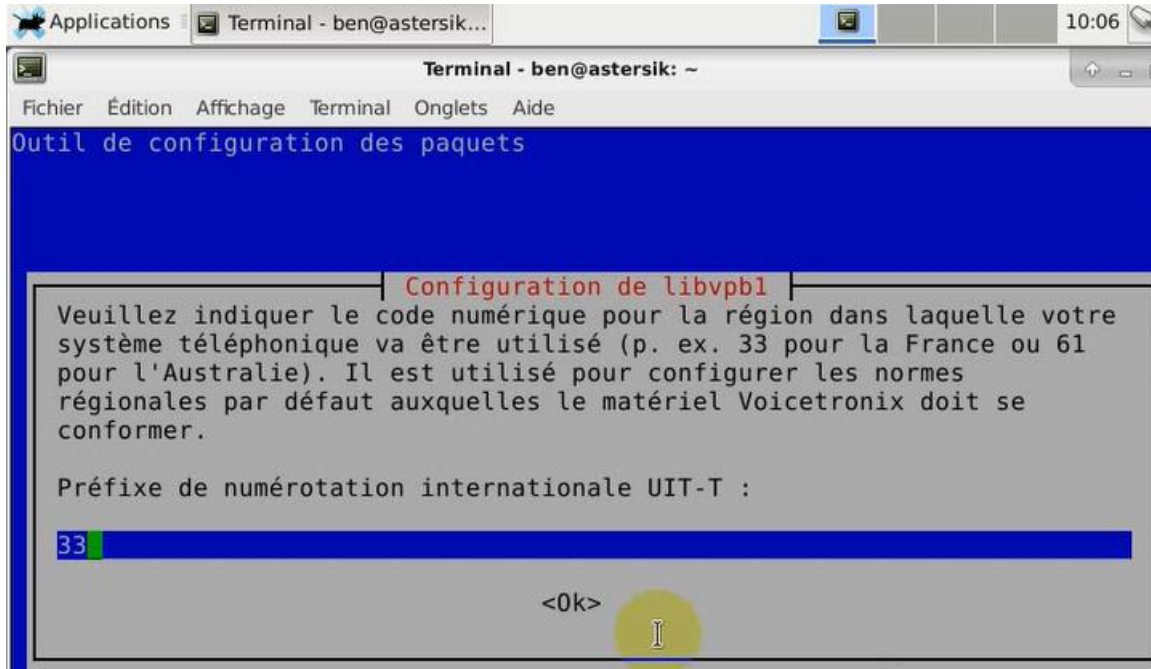 Applications Terminal - ben@astersik... 10:06
Terminal - ben@astersik: ~
Fichier Édition Affichage Terminal Onglets Aide
Outil de configuration des paquets
Configuration de libvpb1
Veuillez indiquer le code numérique pour la région dans laquelle votre
système téléphonique va être utilisé (p. ex. 33 pour la France ou 61
pour l'Australie). Il est utilisé pour configurer les normes
régionales par défaut auxquelles le matériel Voicetronix doit se
conformer.
Préfixe de numérotation internationale UIT-T :
33
<Ok>